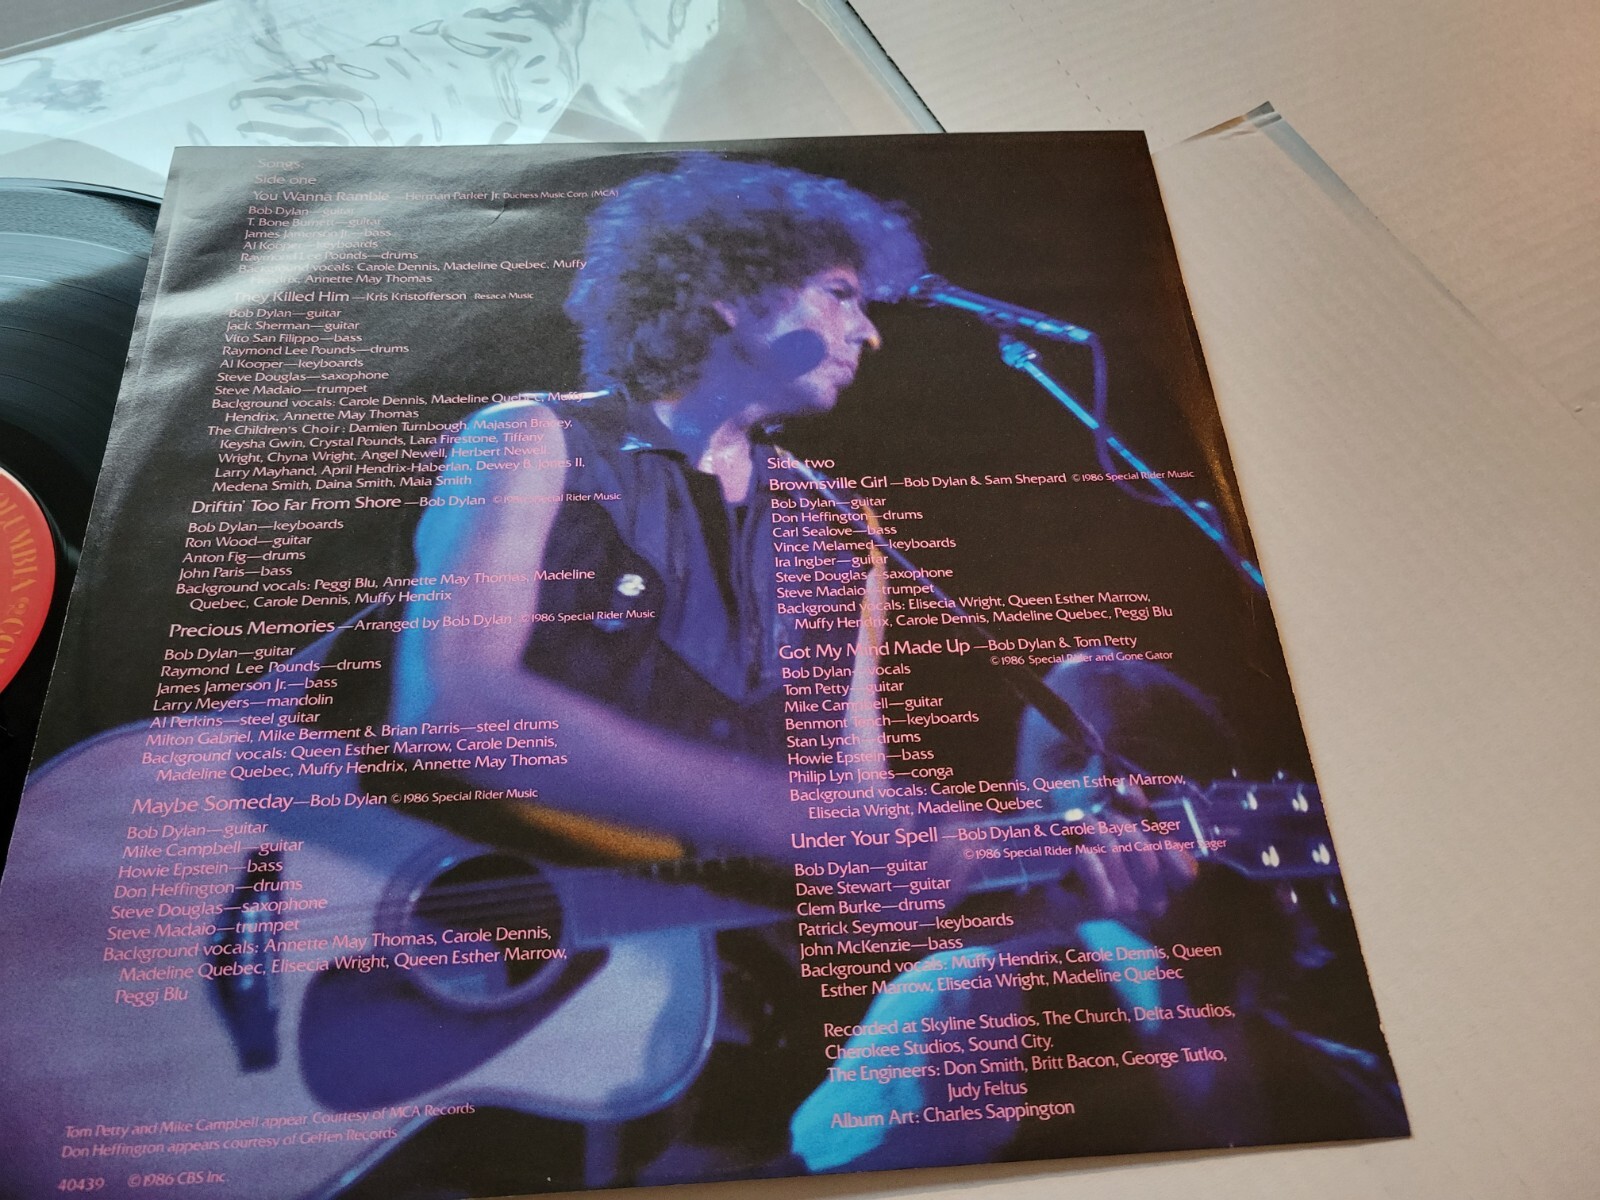 Songs:
Side one
You Wanna Ramble —Herman Parker Jr. Duchess Music Corp. (MCA)
Bob Dylan—guitar
T. Bone Burnett—guitar
James Jamerson Jr.—bass
Al Kooper—keyboards
Raymond Lee Pounds—drums
Background vocals: Carole Dennis, Madeline Quebec, Muffy
Hendrix, Annette May Thomas
They Killed Him —Kris Kristofferson Resaca Music
Bob Dylan—guitar
Jack Sherman—guitar
Vito San Filippo—bass
Raymond Lee Pounds—drums
Al Kooper—keyboards
Steve Douglas—saxophone
Steve Madaio—trumpet
Background vocals: Carole Dennis, Madeline Quebec, Muffy
Hendrix, Annette May Thomas
The Children's Choir: Damien Turnbough, Majason Bracey,
Keysha Gwin, Crystal Pounds, Lara Firestone, Tiffany
Wright, Chyna Wright, Angel Newell, Herbert Newell
Larry Mayhand, April Hendrix-Haberlan, Dewey B. Jones II,
Medena Smith, Daina Smith, Maia Smith
Driftin' Too Far From Shore —Bob Dylan ©1986 Special Rider Music
Bob Dylan—keyboards
Ron Wood—guitar
Anton Fig—drums
John Paris—bass
Background vocals: Peggi Blu, Annette May Thomas, Madeline
Quebec, Carole Dennis, Muffy Hendrix
Precious Memories —Arranged by Bob Dylan ©1986 Special Rider Music
Bob Dylan—guitar
Raymond Lee Pounds—drums
James Jamerson Jr.—bass
Larry Meyers—mandolin
Al Perkins—steel guitar
Milton Gabriel, Mike Berment & Brian Parris—steel drums
Background vocals: Queen Esther Marrow, Carole Dennis,
Madeline Quebec, Muffy Hendrix, Annette May Thomas
Maybe Someday—Bob Dylan ©1986 Special Rider Music
Bob Dylan—guitar
Mike Campbell—guitar
Howie Epstein—bass
Don Heffington—drums
Steve Douglas—saxophone
Steve Madaio—trumpet
Background vocals: Annette May Thomas, Carole Dennis,
Madeline Quebec, Elisecia Wright, Queen Esther Marrow,
Peggi Blu
Tom Petty and Mike Campbell appear Courtesy of MCA Records
Don Heffington appears courtesy of Geffen Records
40439 ©1986 CBS Inc.
Side two
Brownsville Girl —Bob Dylan & Sam Shepard ©1986 Special Rider Music
Bob Dylan—guitar
Don Heffington—drums
Carl Sealove—bass
Vince Melamed—keyboards
Ira Ingber—guitar
Steve Douglas—saxophone
Steve Madaio—trumpet
Background vocals: Elisecia Wright, Queen Esther Marrow,
Muffy Hendrix, Carole Dennis, Madeline Quebec, Peggi Blu
Got My Mind Made Up —Bob Dylan & Tom Petty
©1986 Special Rider and Gone Gator
Bob Dylan—vocals
Tom Petty—guitar
Mike Campbell—guitar
Benmont Tench—keyboards
Stan Lynch—drums
Howie Epstein—bass
Philip Lyn Jones—conga
Background vocals: Carole Dennis, Queen Esther Marrow,
Elisecia Wright, Madeline Quebec
Under Your Spell —Bob Dylan & Carole Bayer Sager
©1986 Special Rider Music and Carol Bayer Sager
Bob Dylan—guitar
Dave Stewart—guitar
Clem Burke—drums
Patrick Seymour—keyboards
John McKenzie—bass
Background vocals: Muffy Hendrix, Carole Dennis, Queen
Esther Marrow, Elisecia Wright, Madeline Quebec
Recorded at Skyline Studios, The Church, Delta Studios,
Cherokee Studios, Sound City.
The Engineers: Don Smith, Britt Bacon, George Tutko,
Judy Feltus
Album Art: Charles Sappington